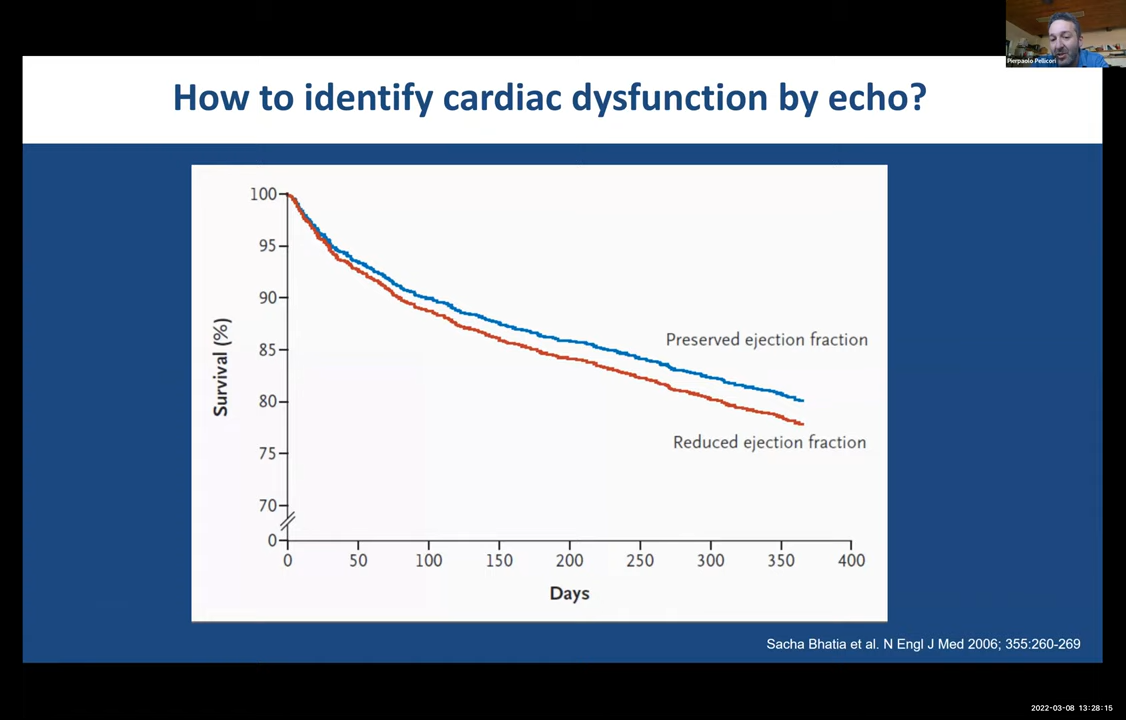 Pierpaolo Pellicori
How to identify cardiac dysfunction by echo?
100
95
90
85
80
75
70
0
Survival (%)
Preserved ejection fraction
Reduced ejection fraction
0 50 100 150 200 250 300 350 400
Days
Sacha Bhatia et al. N Engl J Med 2006; 355:260-269
2022-03-08 13:28:15